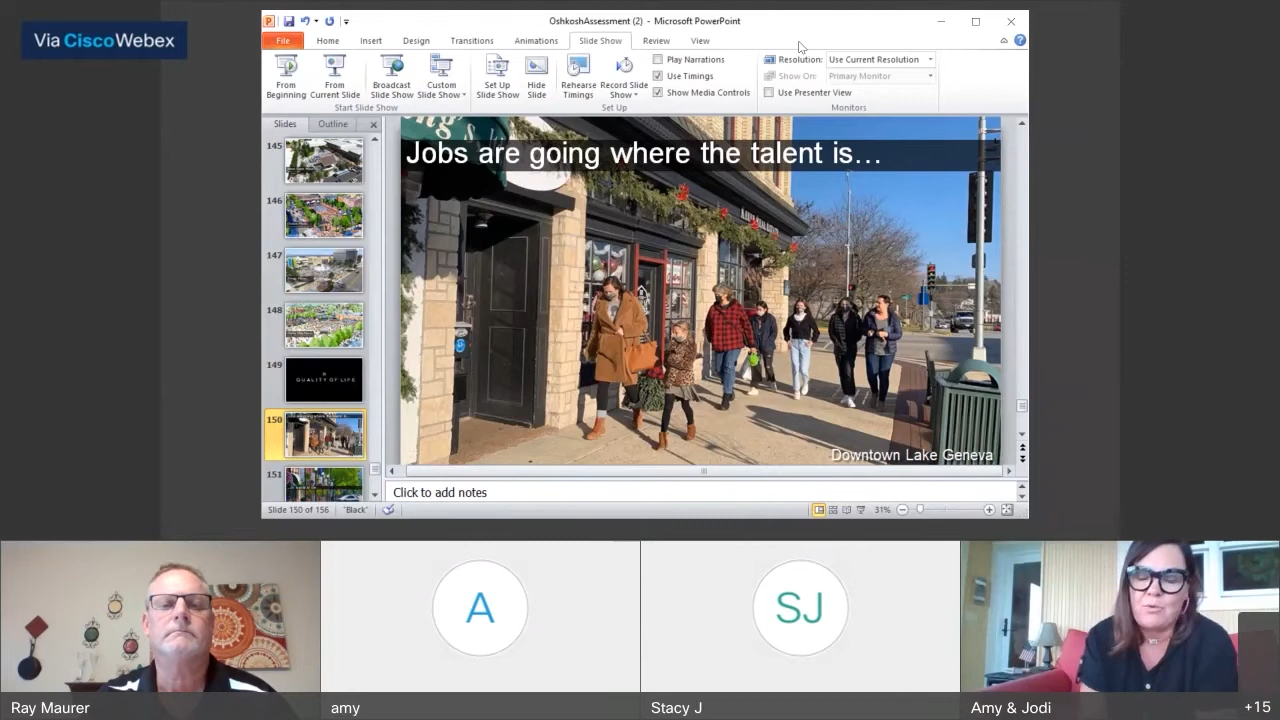 Via CiscoWebex
OshkoshAssessment (2) - Microsoft PowerPoint
File Home Insert Design Transitions Animations Slide Show Review View
From Beginning
From Current Slide
Broadcast Slide Show
Custom Slide Show
Set Up Slide Show
Hide Slide
Rehearse Timings
Record Slide Show
Play Narrations
Use Timings
Show Media Controls
Resolution: Use Current Resolution
Show On: Primary Monitor
Use Presenter View
Start Slide Show
Set Up
Monitors
Slides Outline
145
146
147
148
149
QUALITY OF LIFE
150
151
Jobs are going where the talent is…
Downtown Lake Geneva
Click to add notes
Slide 150 of 156 "Black" 31%
A
SJ
Ray Maurer
amy
Stacy J
Amy & Jodi
+15